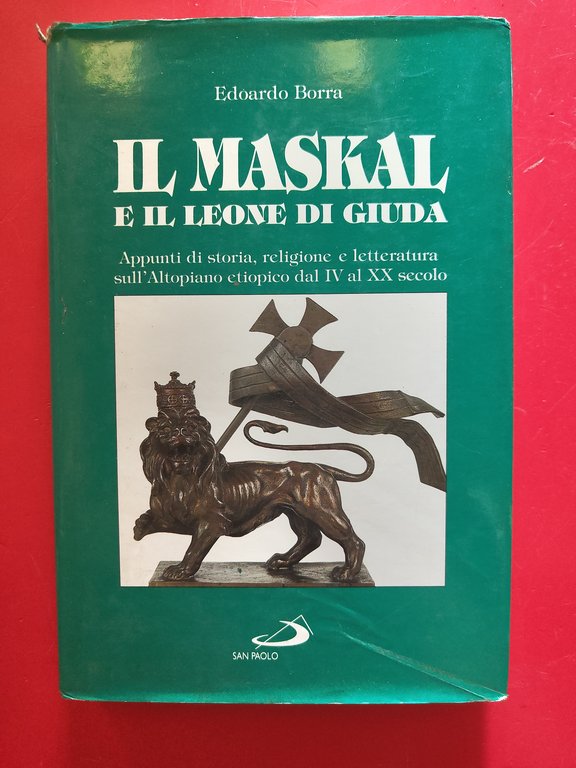 Edoardo Borra
IL MASKAL
E IL LEONE DI GIUDA
Appunti di storia, religione e letteratura
sull'Altopiano etiopico dal IV al XX secolo
SAN PAOLO